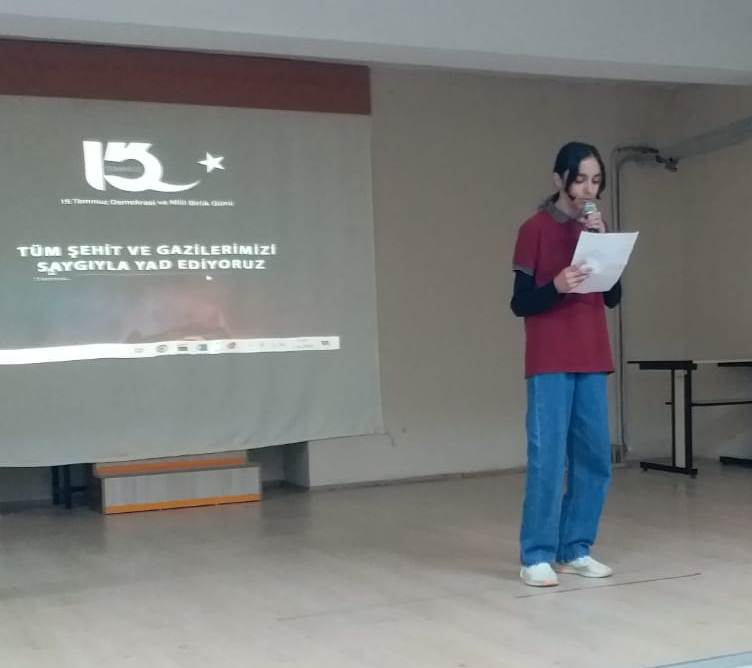 15
15 Temmuz Demokrasi ve Milli Birlik Günü
TÜM ŞEHİT VE GAZİLERİMİZİ
SAYGIYLA YAD EDİYORUZ